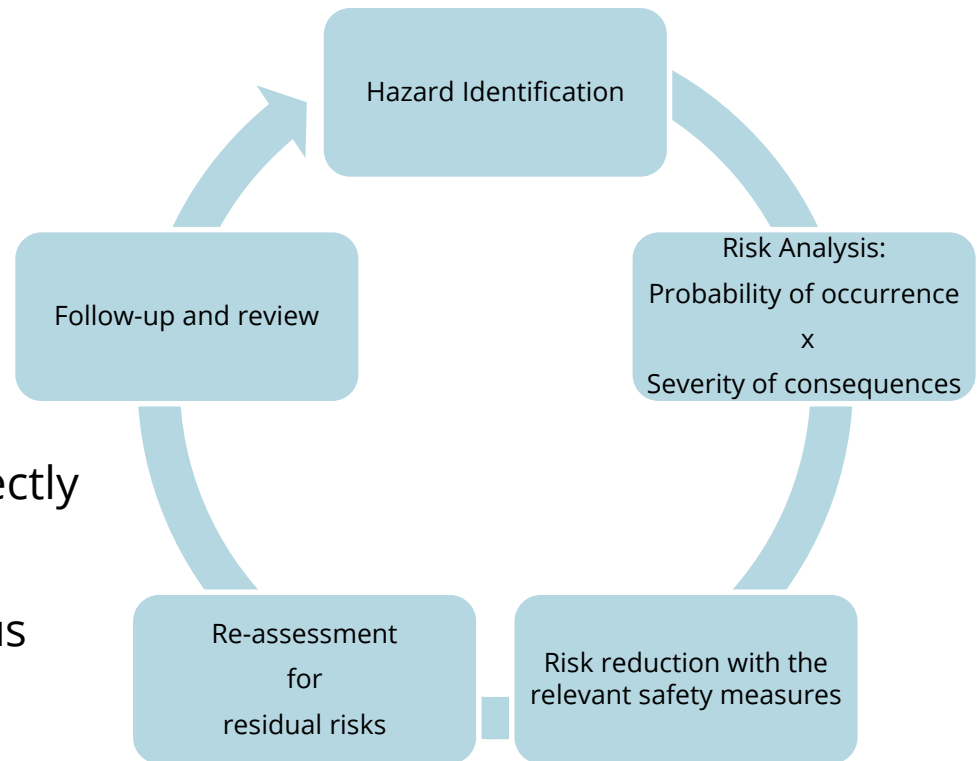 Hazard Identification
Risk Analysis:
Probability of occurrence
x
Severity of consequences
Risk reduction with the
relevant safety measures
Re-assessment
for
residual risks
Follow-up and review